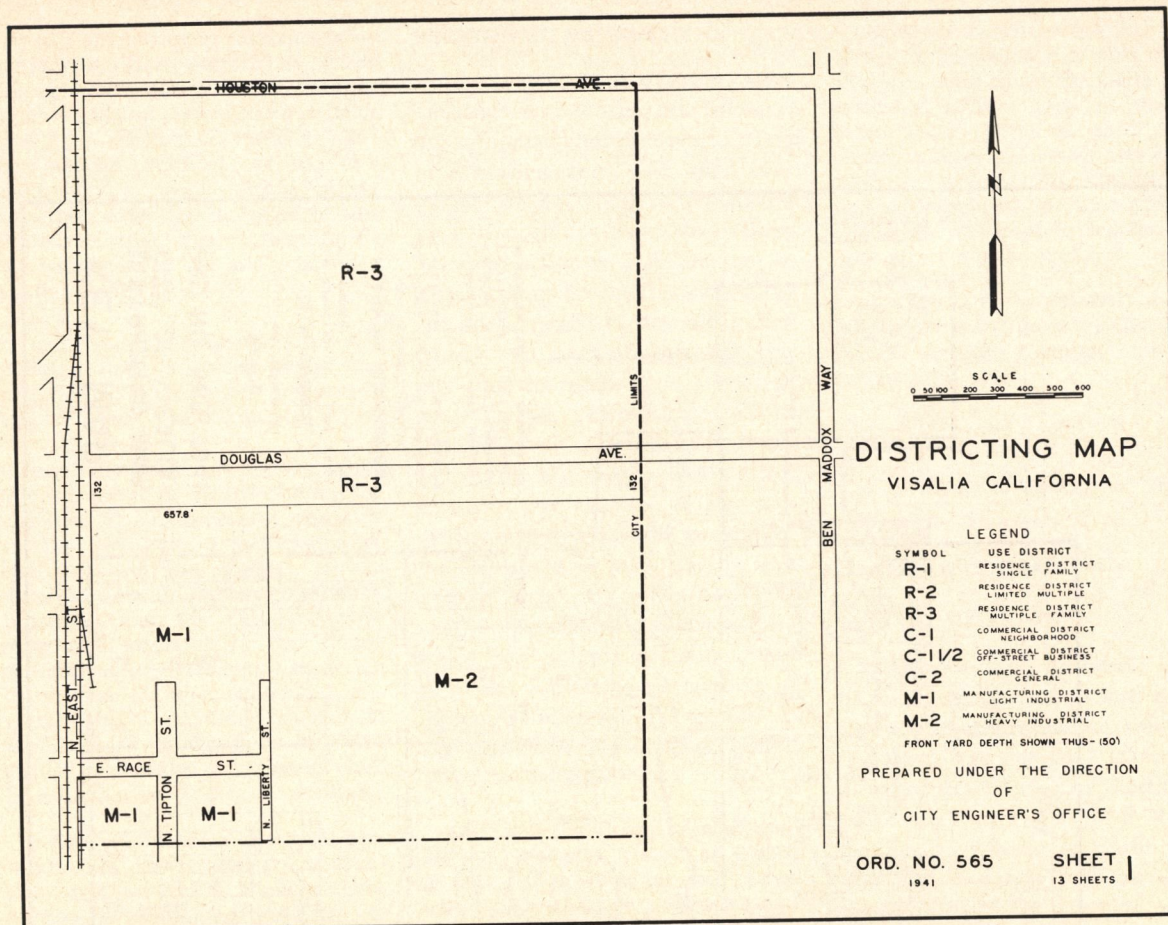 HOUSTON AVE.
R-3
LIMITS
BEN MADDOX WAY
N
SCALE
0 50 100 200 300 400 500 600
DOUGLAS AVE.
132
R-3
132
CITY
657.8'
M-1
M-2
N. EAST ST.
E. RACE ST.
N. TIPTON ST.
N. LIBERTY ST.
M-1
M-1
DISTRICTING MAP
VISALIA CALIFORNIA
LEGEND
SYMBOL USE DISTRICT
R-1 RESIDENCE DISTRICT
SINGLE FAMILY
R-2 RESIDENCE DISTRICT
LIMITED MULTIPLE
R-3 RESIDENCE DISTRICT
MULTIPLE FAMILY
C-1 COMMERCIAL DISTRICT
NEIGHBORHOOD
C-1 1/2 COMMERCIAL DISTRICT
OFF-STREET BUSINESS
C-2 COMMERCIAL DISTRICT
GENERAL
M-1 MANUFACTURING DISTRICT
LIGHT INDUSTRIAL
M-2 MANUFACTURING DISTRICT
HEAVY INDUSTRIAL
FRONT YARD DEPTH SHOWN THUS- (50')
PREPARED UNDER THE DIRECTION
OF
CITY ENGINEER'S OFFICE
ORD. NO. 565 SHEET 1
1941 13 SHEETS